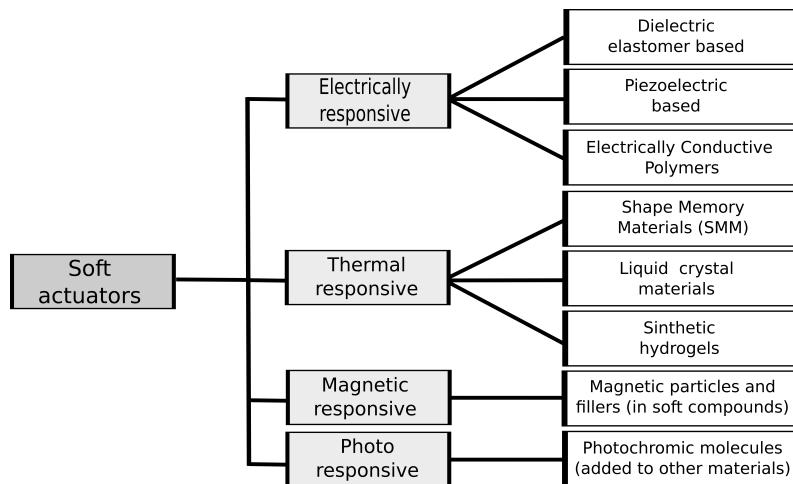 Soft
actuators
Electrically
responsive
Dielectric
elastomer based
Piezoelectric
based
Electrically Conductive
Polymers
Thermal
responsive
Shape Memory
Materials (SMM)
Liquid crystal
materials
Sinthetic
hydrogels
Magnetic
responsive
Magnetic particles and
fillers (in soft compounds)
Photo
responsive
Photochromic molecules
(added to other materials)